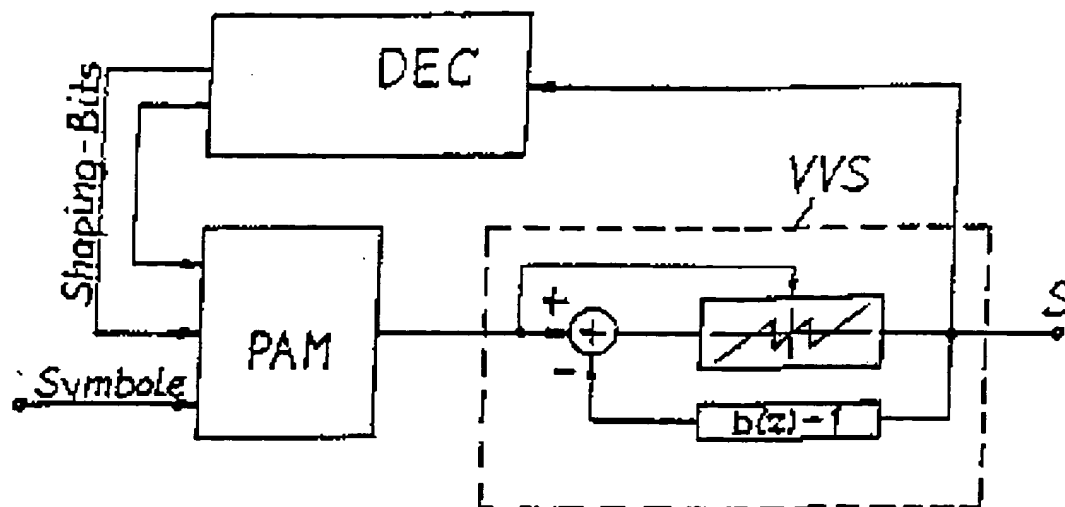 DEC
Shaping-Bits
VVS
+
S
PAM
+
-
Symbole
b(z)-1